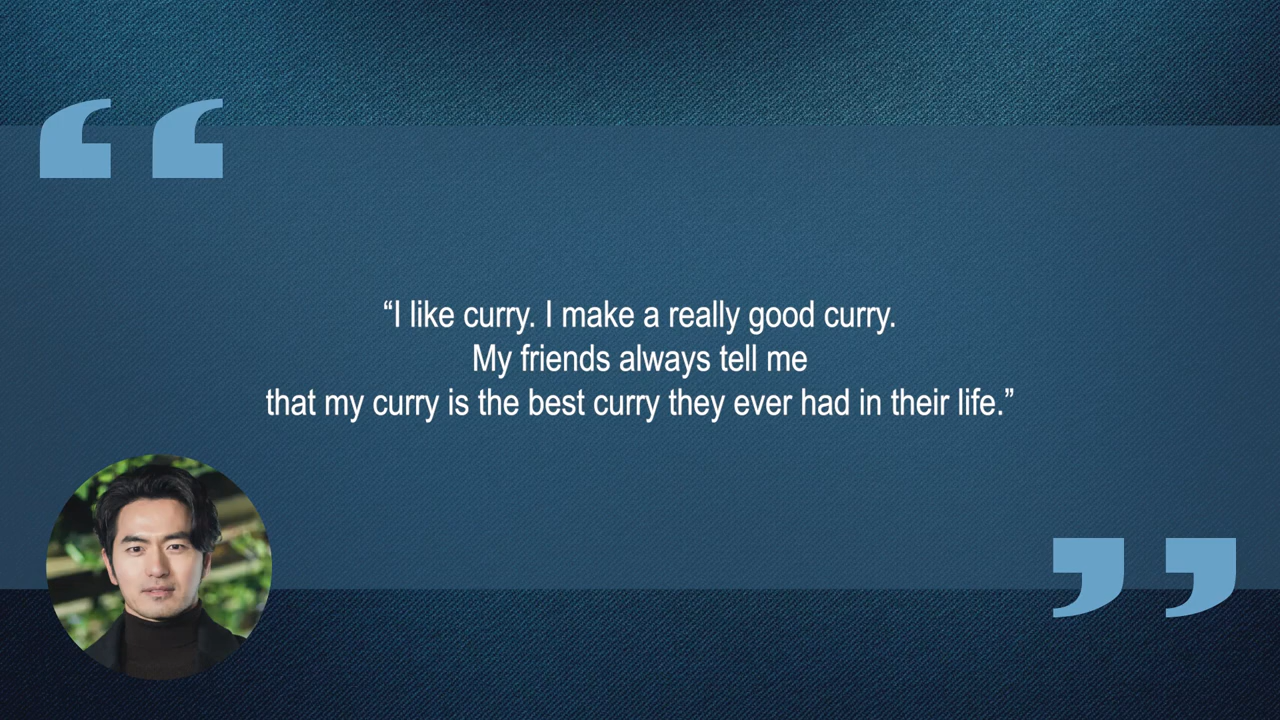 “I like curry. I make a really good curry.
My friends always tell me
that my curry is the best curry they ever had in their life.”